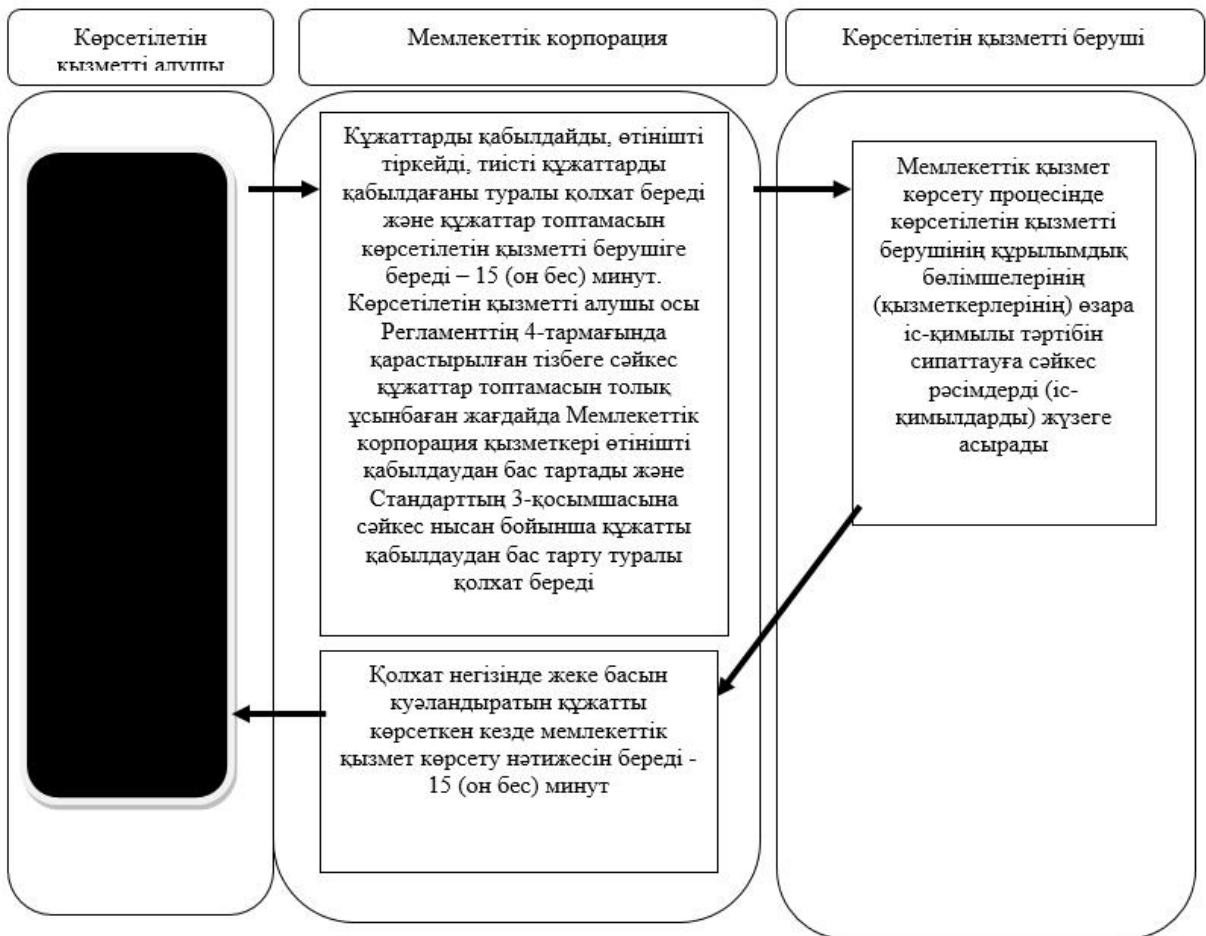 Көрсетілетін
қызметті алушы
Мемлекеттік корпорация
Көрсетілетін қызметті беруші
Құжаттарды қабылдайды, өтінішті
тіркейді, тиісті құжаттарды
қабылдағаны туралы қолхат береді
және құжаттар топтамасын
көрсетілетін қызметті берушіге
береді – 15 (он бес) минут.
Көрсетілетін қызметті алушы осы
Регламенттің 4-тармағында
қарастырылған тізбеге сәйкес
құжаттар топтамасын толық
ұсынбаған жағдайда Мемлекеттік
корпорация қызметкері өтінішті
қабылдаудан бас тартады және
Стандарттың 3-қосымшасына
сәйкес нысан бойынша құжатты
қабылдаудан бас тарту туралы
қолхат береді
Мемлекеттік қызмет
көрсету процесінде
көрсетілетін қызметті
берушінің құрылымдық
бөлімшелерінің
(қызметкерлерінің) өзара
іс-қимылы тәртібін
сипаттауға сәйкес
рәсімдерді (іс-
қимылдарды) жүзеге
асырады
Қолхат негізінде жеке басын
куәландыратын құжатты
көрсеткен кезде мемлекеттік
қызмет көрсету нәтижесін береді -
15 (он бес) минут